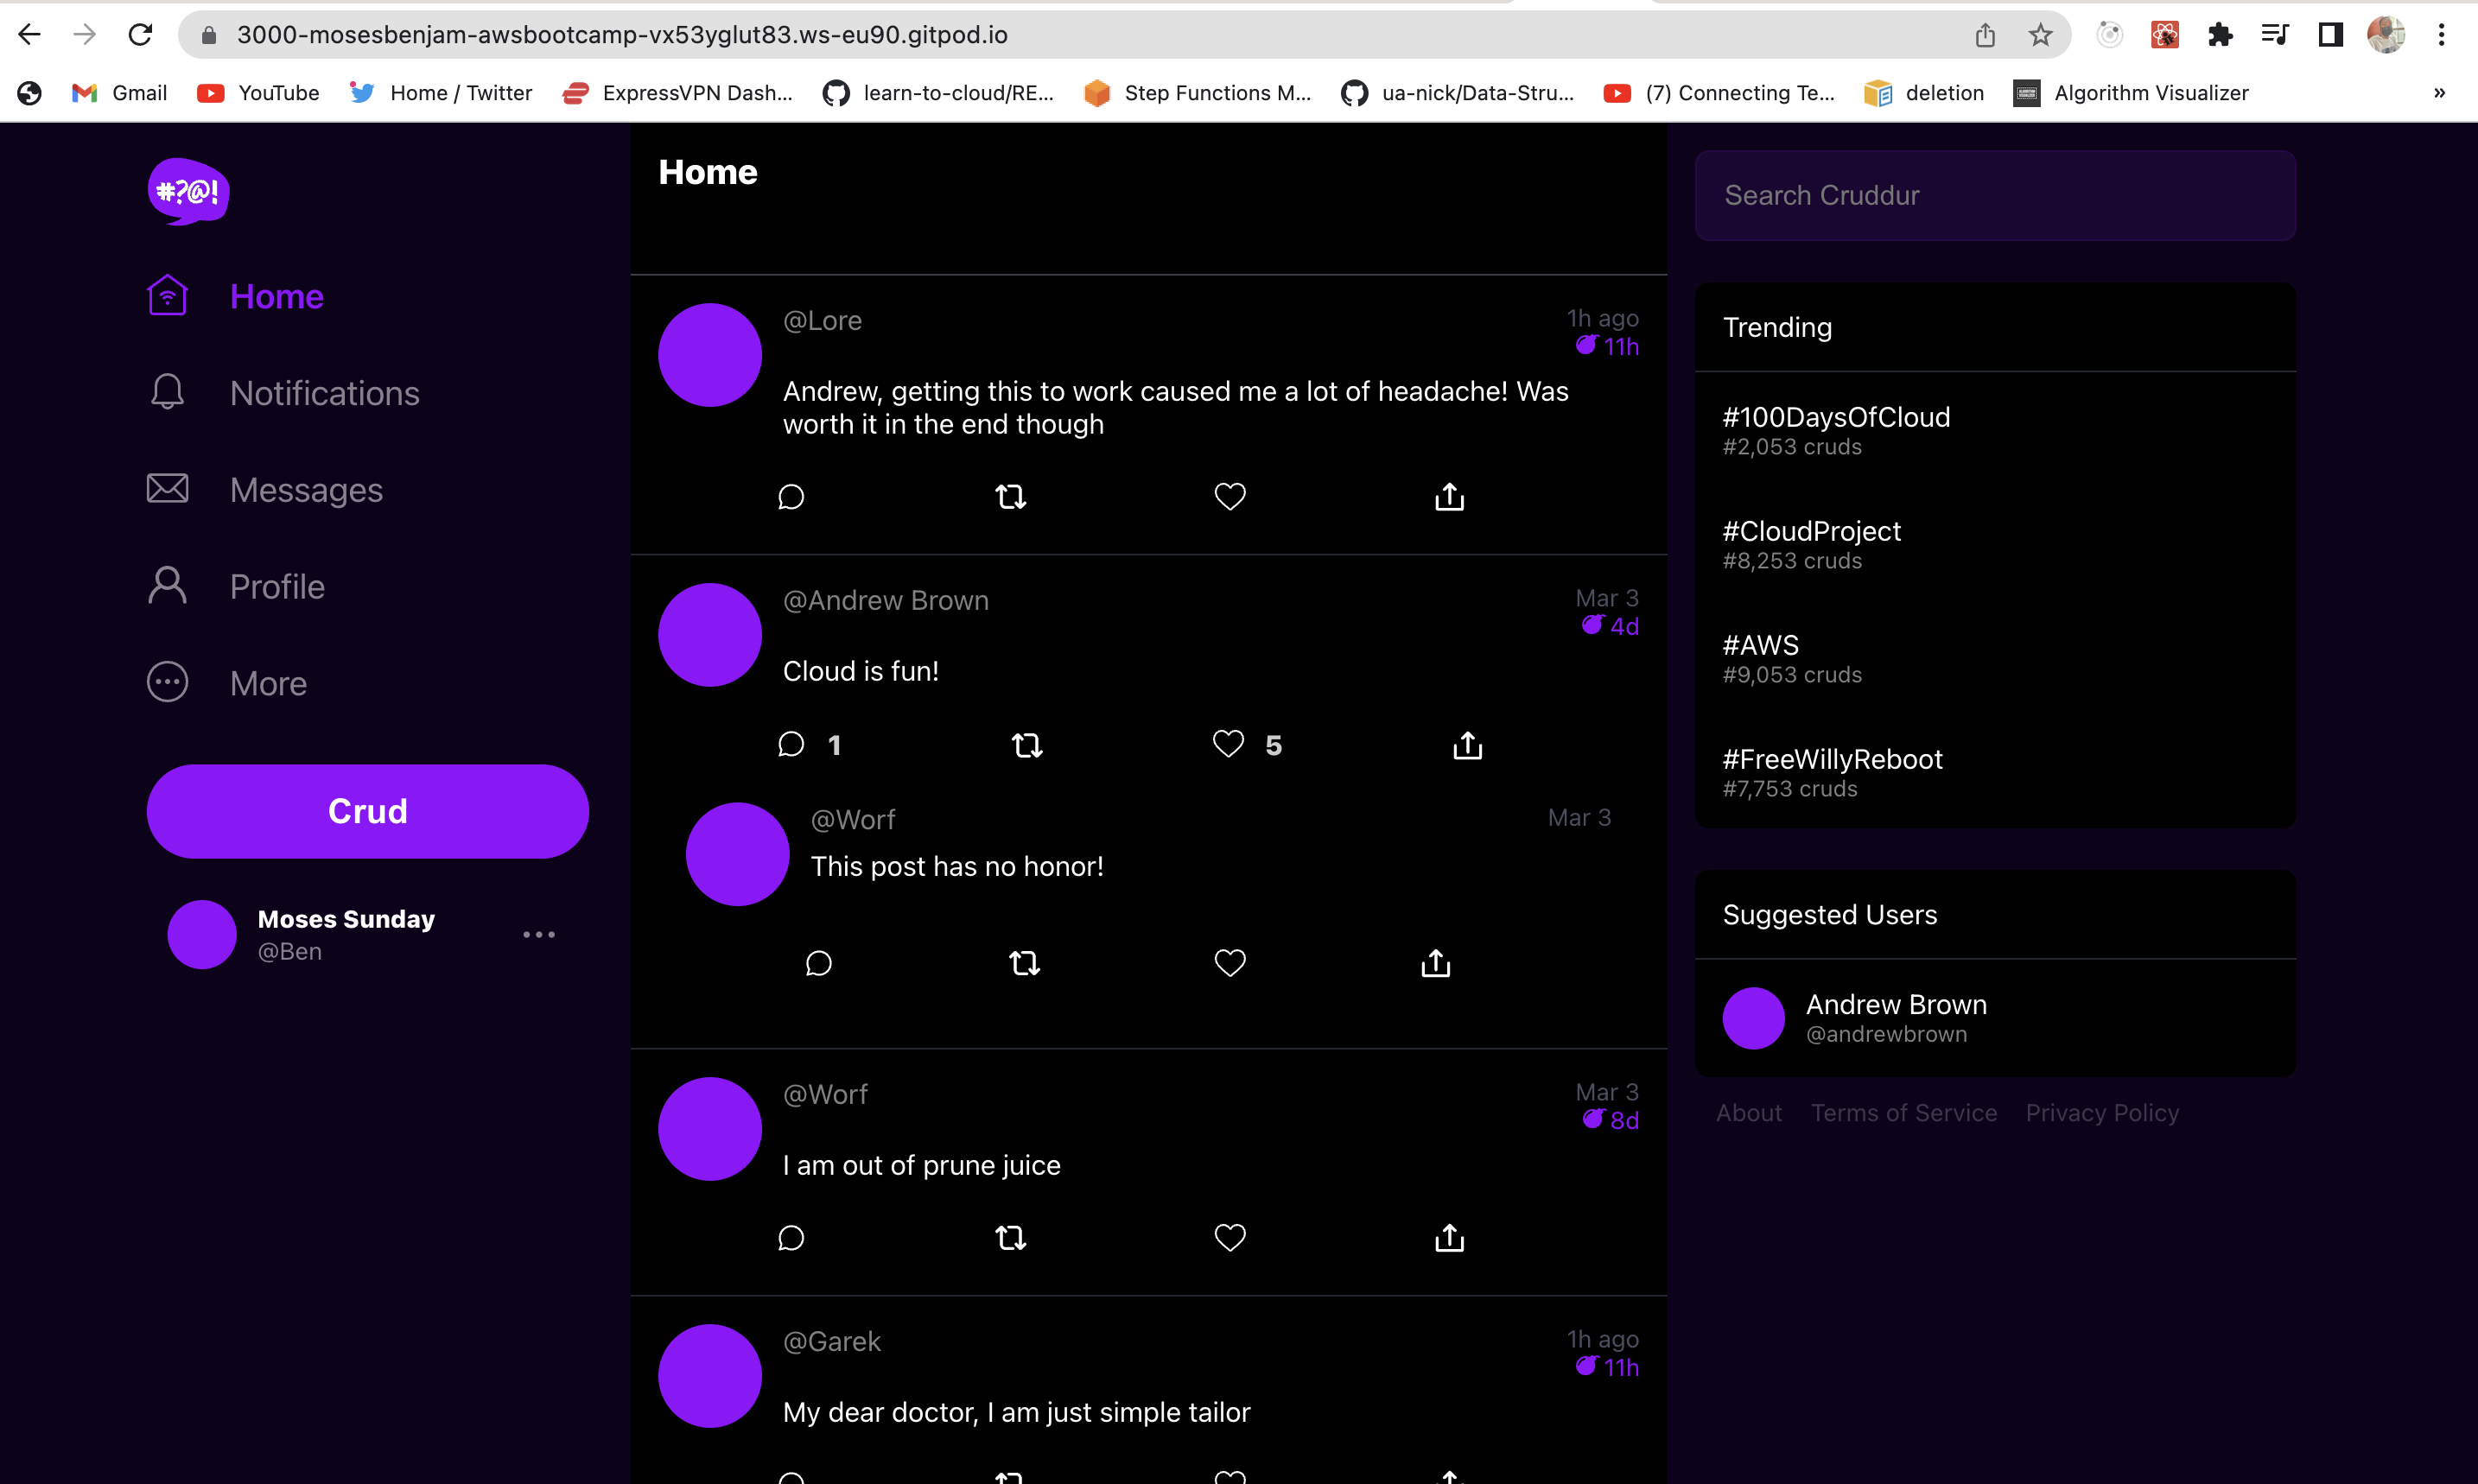 3000-mosesbenjam-awsbootcamp-vx53yglut83.ws-eu90.gitpod.io
Gmail
YouTube
Home / Twitter
ExpressVPN Dash...
learn-to-cloud/RE...
Step Functions M...
ua-nick/Data-Stru...
(7) Connecting Te...
deletion
Algorithm Visualizer
»
#?@!
Home
Notifications
Messages
Profile
More
Crud
Moses Sunday
@Ben
Home
@Lore
1h ago
11h
Andrew, getting this to work caused me a lot of headache! Was
worth it in the end though
@Andrew Brown
Mar 3
4d
Cloud is fun!
1
5
@Worf
Mar 3
This post has no honor!
@Worf
Mar 3
8d
I am out of prune juice
@Garek
1h ago
11h
My dear doctor, I am just simple tailor
Search Cruddur
Trending
#100DaysOfCloud
#2,053 cruds
#CloudProject
#8,253 cruds
#AWS
#9,053 cruds
#FreeWillyReboot
#7,753 cruds
Suggested Users
Andrew Brown
@andrewbrown
About
Terms of Service
Privacy Policy